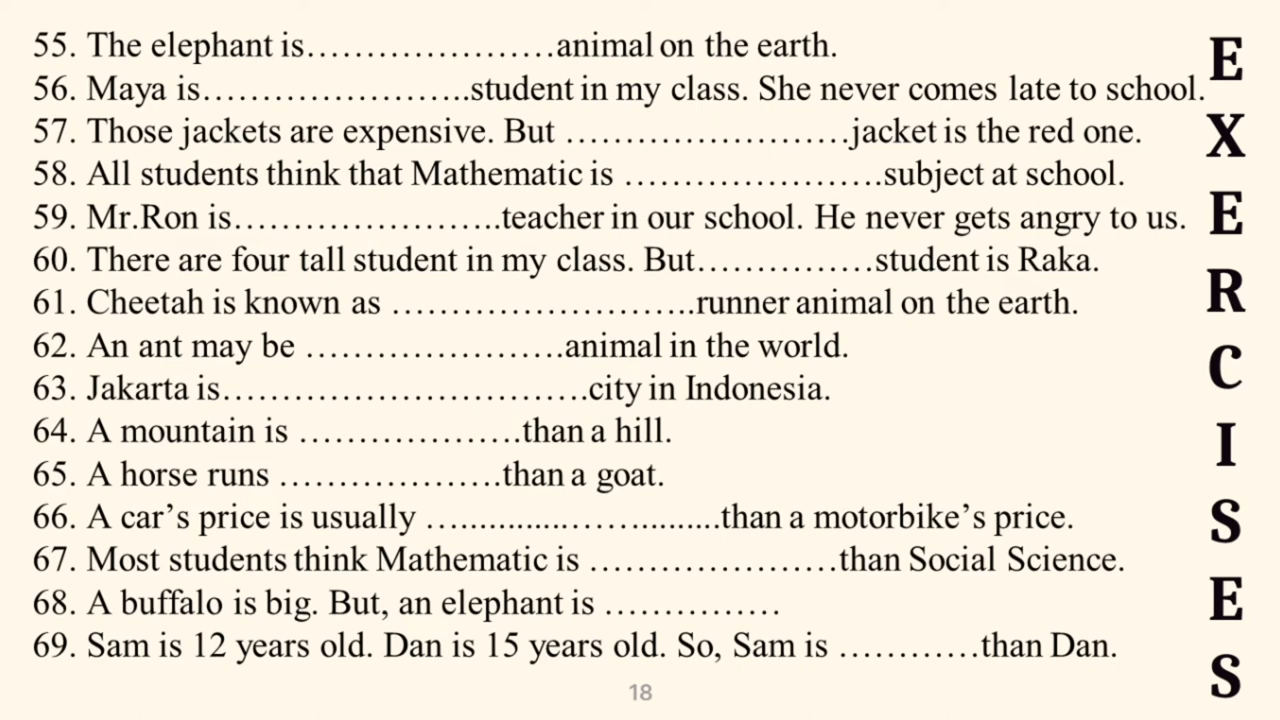 55. The elephant is…………………animal on the earth.
56. Maya is……………………..student in my class. She never comes late to school.
57. Those jackets are expensive. But ……………………….jacket is the red one.
58. All students think that Mathematic is …………………….subject at school.
59. Mr.Ron is……………………..teacher in our school. He never gets angry to us.
60. There are four tall student in my class. But……………student is Raka.
61. Cheetah is known as ………………………..runner animal on the earth.
62. An ant may be …………………….animal in the world.
63. Jakarta is……………………………….city in Indonesia.
64. A mountain is ………………….than a hill.
65. A horse runs ………………….than a goat.
66. A car’s price is usually …..............……..........than a motorbike’s price.
67. Most students think Mathematic is …………………….than Social Science.
68. A buffalo is big. But, an elephant is ……………
69. Sam is 12 years old. Dan is 15 years old. So, Sam is ………….than Dan.
18
E
X
E
R
C
I
S
E
S